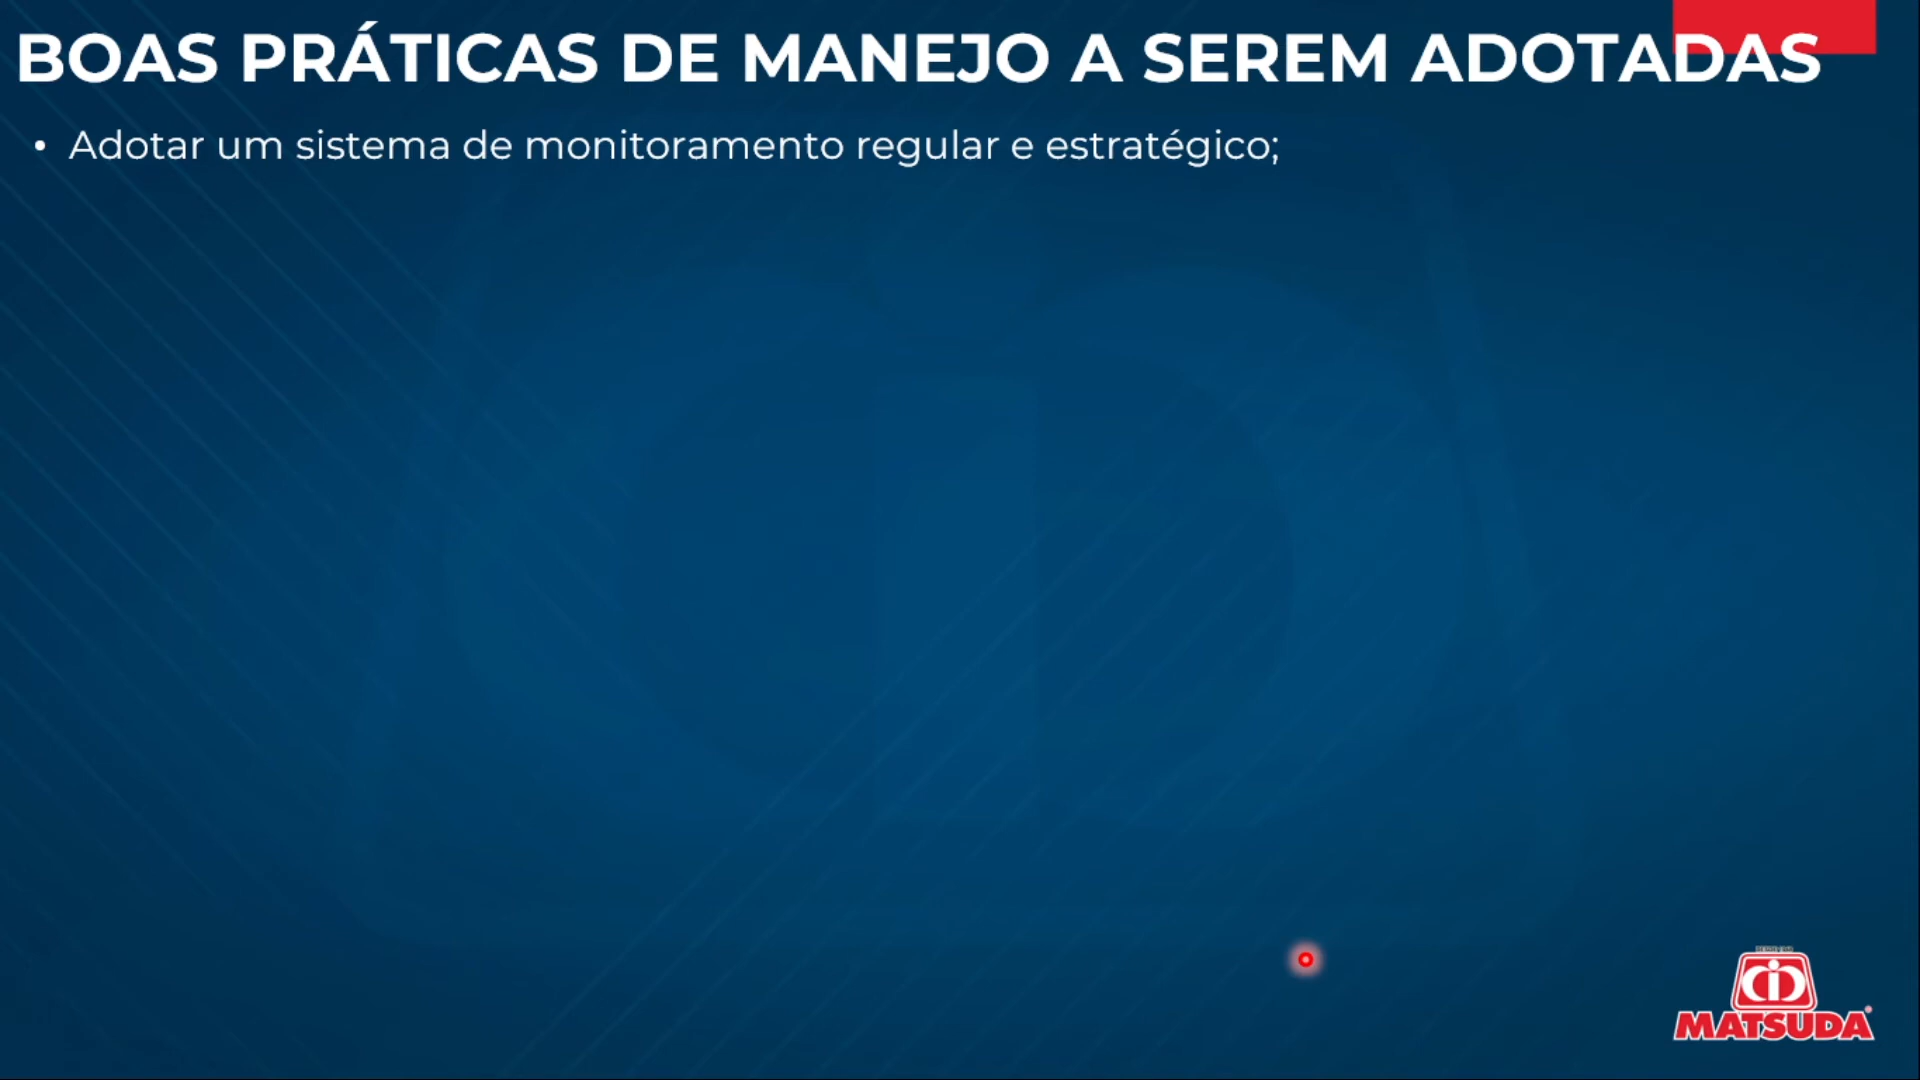 BOAS PRÁTICAS DE MANEJO A SEREM ADOTADAS
• Adotar um sistema de monitoramento regular e estratégico;
MATSUDA